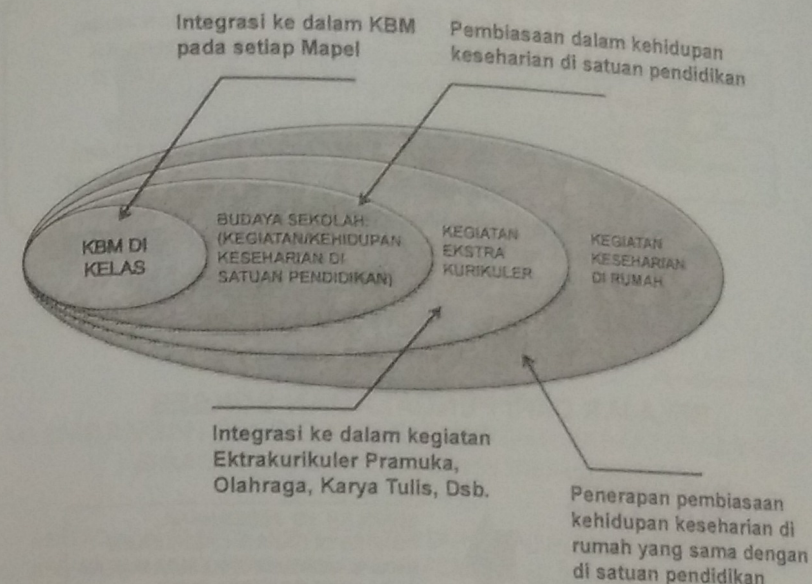 Integrasi ke dalam KBM
pada setiap Mapel
Pembiasaan dalam kehidupan
keseharian di satuan pendidikan
KBM DI
KELAS
BUDAYA SEKOLAH:
(KEGIATAN/KEHIDUPAN
KESEHARIAN DI
SATUAN PENDIDIKAN)
KEGIATAN
EKSTRA
KURIKULER
KEGIATAN
KESEHARIAN
DI RUMAH
Integrasi ke dalam kegiatan
Ektrakurikuler Pramuka,
Olahraga, Karya Tulis, Dsb.
Penerapan pembiasaan
kehidupan keseharian di
rumah yang sama dengan
di satuan pendidikan